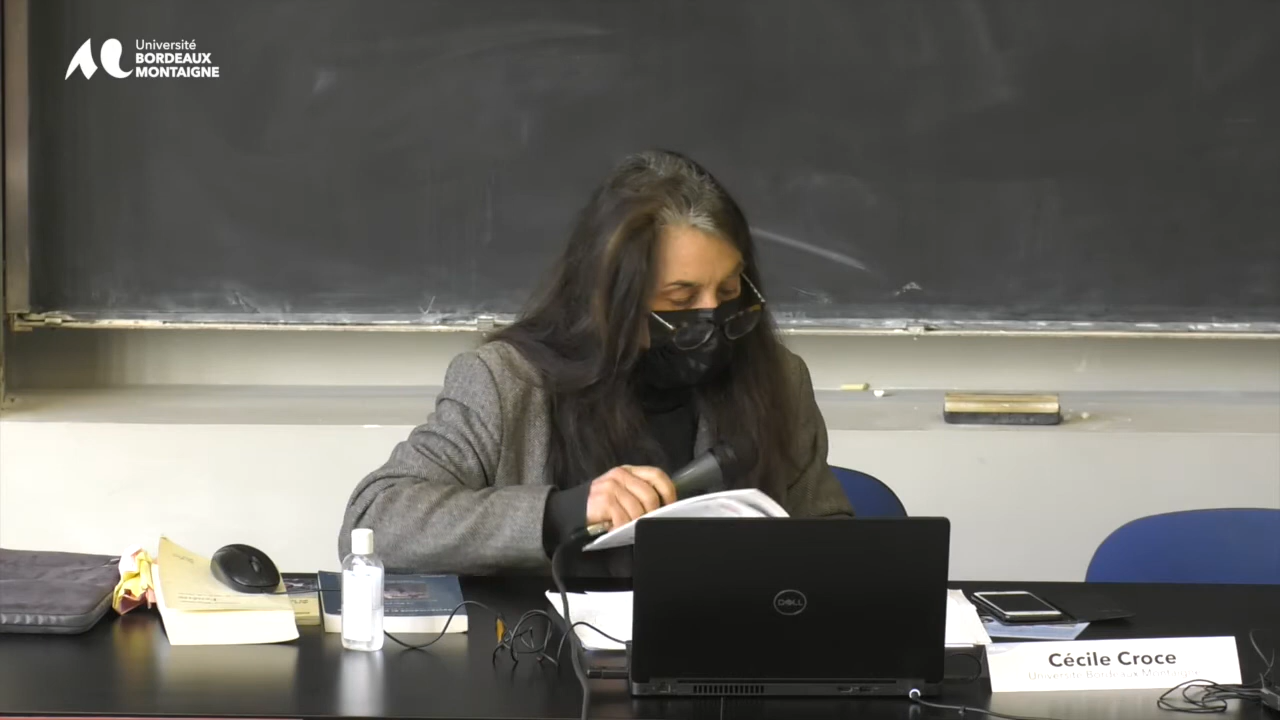 Université
BORDEAUX
MONTAIGNE
DELL
Cécile Croce
Université Bordeaux Montaigne